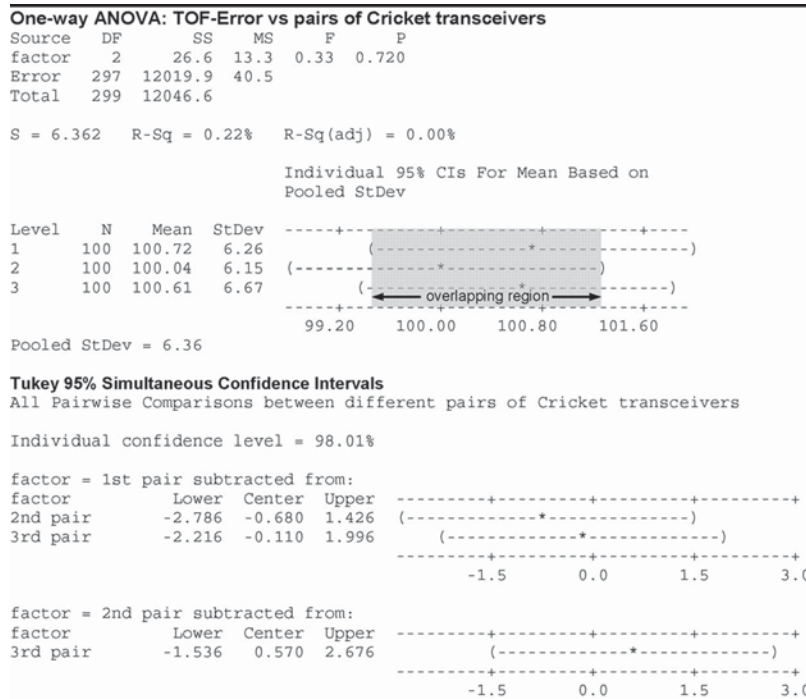 One-way ANOVA: TOF-Error vs pairs of Cricket transceivers
Source DF SS MS F P
factor 2 26.6 13.3 0.33 0.720
Error 297 12019.9 40.5
Total 299 12046.6
S = 6.362 R-Sq = 0.22% R-Sq(adj) = 0.00%
Individual 95% CIs For Mean Based on
Pooled StDev
Level N Mean StDev -----+---------+---------+---------+----
1 100 100.72 6.26 (---------------*---------------)
2 100 100.04 6.15 (--------------*---------------)
3 100 100.61 6.67 (---------------*--------------)
overlapping region
-----+---------+---------+---------+----
99.20 100.00 100.80 101.60
Pooled StDev = 6.36
Tukey 95% Simultaneous Confidence Intervals
All Pairwise Comparisons between different pairs of Cricket transceivers
Individual confidence level = 98.01%
factor = 1st pair subtracted from:
factor Lower Center Upper ---------+---------+---------+---------+
2nd pair -2.786 -0.680 1.426 (-------------*--------------)
3rd pair -2.216 -0.110 1.996 (-------------*-------------)
---------+---------+---------+---------+
-1.5 0.0 1.5 3.0
factor = 2nd pair subtracted from:
factor Lower Center Upper ---------+---------+---------+---------+
3rd pair -1.536 0.570 2.676 (-------------*-------------)
---------+---------+---------+---------+
-1.5 0.0 1.5 3.0